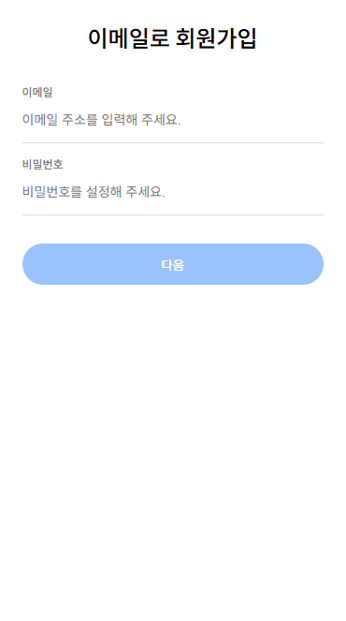 이메일로 회원가입
이메일
이메일 주소를 입력해 주세요.
비밀번호
비밀번호를 설정해 주세요.
다음